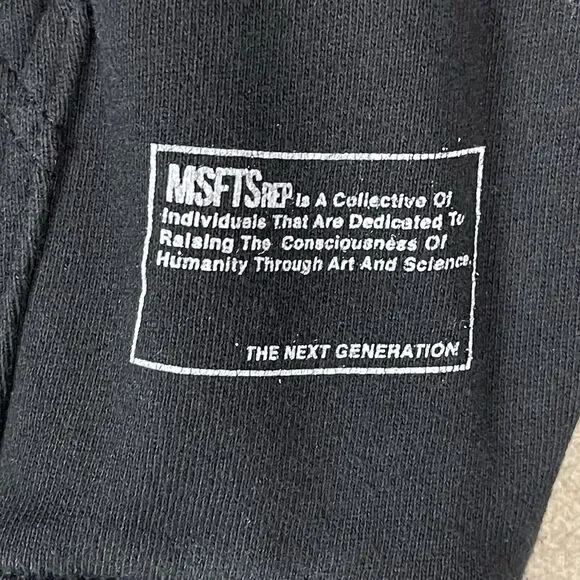 MSFTSREP Is A Collective Of
Individuals That Are Dedicated To
Raising The Consciousness Of
Humanity Through Art And Science.
THE NEXT GENERATION